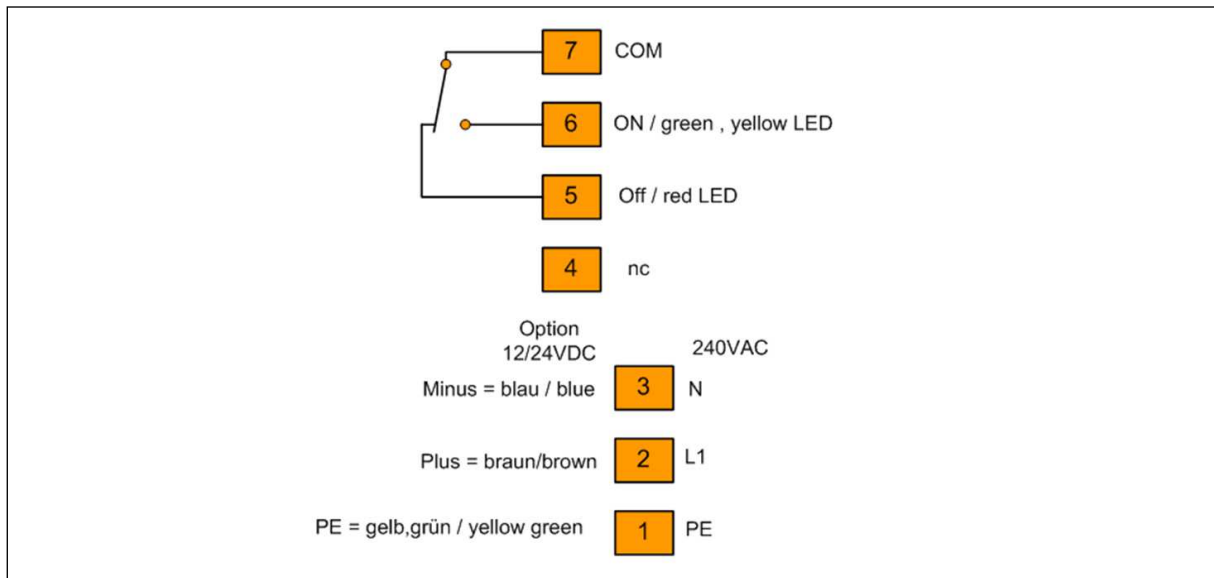 7 COM
6 ON / green , yellow LED
5 Off / red LED
4 nc
Option
12/24VDC 240VAC
Minus = blau / blue 3 N
Plus = braun/brown 2 L1
PE = gelb,grün / yellow green 1 PE